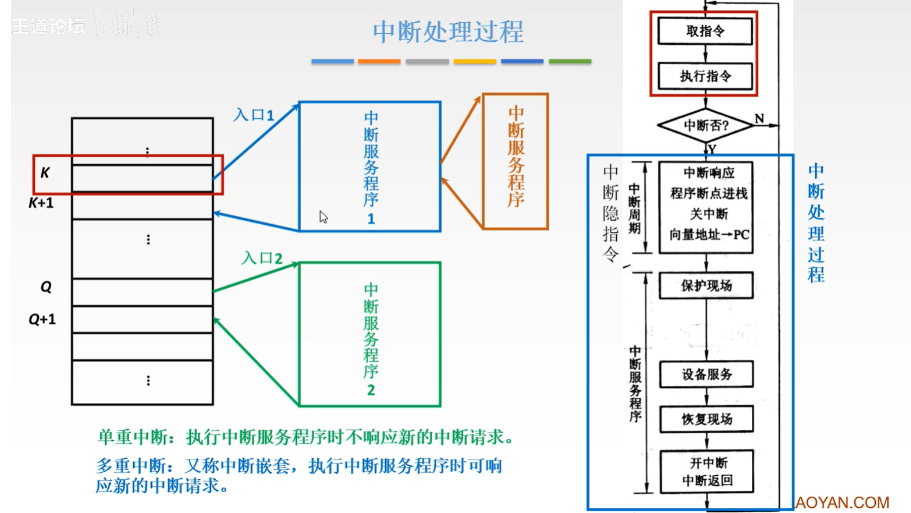 王道论坛
中断处理过程
取指令
执行指令
中断否?
N
Y
入口1
中断服务程序1
中断服务程序
⋮
K
K+1
⋮
Q
Q+1
⋮
入口2
中断服务程序2
中断隐指令
中断周期
中断响应
程序断点进栈
关中断
向量地址→PC
中断处理过程
中断服务程序
保护现场
设备服务
恢复现场
开中断
中断返回
单重中断：执行中断服务程序时不响应新的中断请求。
多重中断：又称中断嵌套，执行中断服务程序时可响
应新的中断请求。
AOYAN.COM